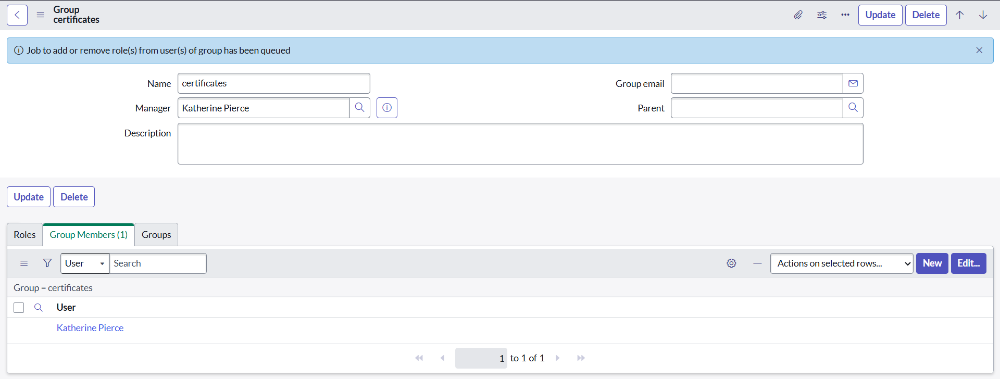 Group
certificates
Update
Delete
Job to add or remove role(s) from user(s) of group has been queued
Name
certificates
Group email
Manager
Katherine Pierce
Parent
Description
Update
Delete
Roles
Group Members (1)
Groups
User
Search
Actions on selected rows...
New
Edit...
Group = certificates
User
Katherine Pierce
1 to 1 of 1